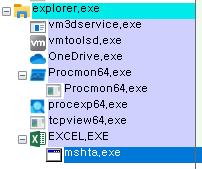 explorer,exe
vm3dservice,exe
vmtoolsd,exe
OneDrive,exe
Procmon64,exe
Procmon64,exe
procexp64,exe
tcpview64,exe
EXCEL,EXE
mshta,exe